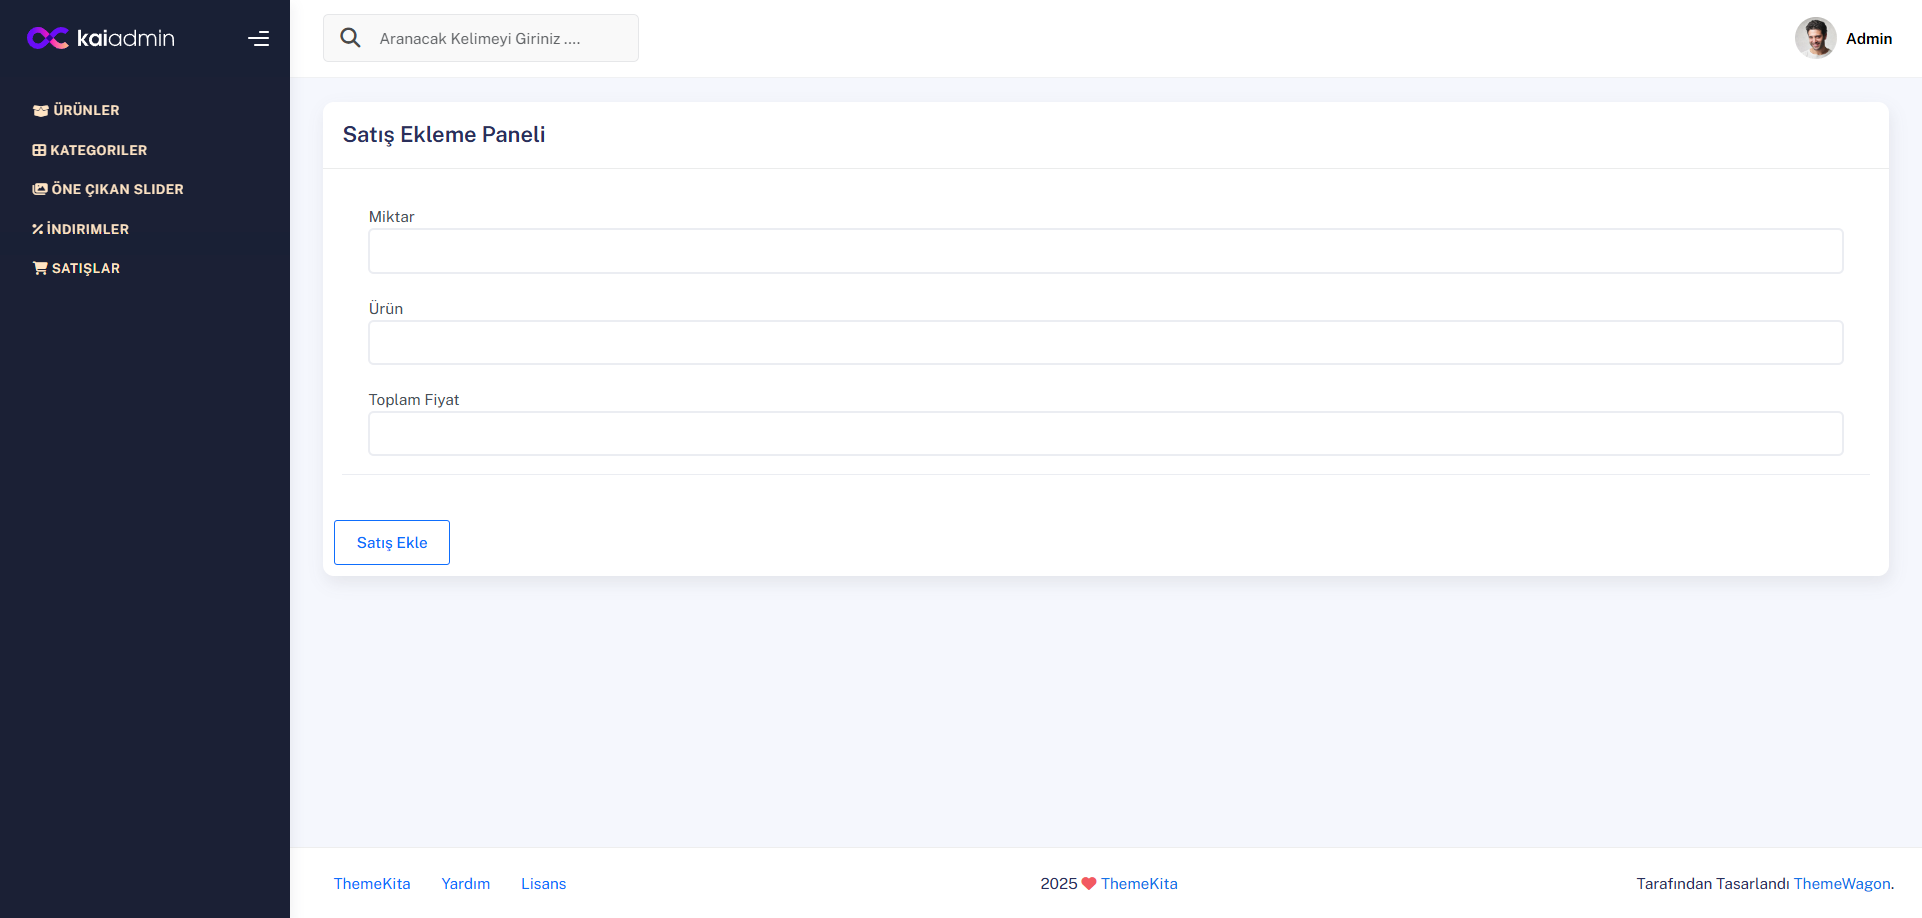 kaiadmin
Aranacak Kelimeyi Giriniz ....
Admin
ÜRÜNLER
KATEGORILER
ÖNE ÇIKAN SLIDER
İNDIRIMLER
SATIŞLAR
Satış Ekleme Paneli
Miktar
Ürün
Toplam Fiyat
Satış Ekle
ThemeKita Yardım Lisans
2025 ThemeKita
Tarafından Tasarlandı ThemeWagon.